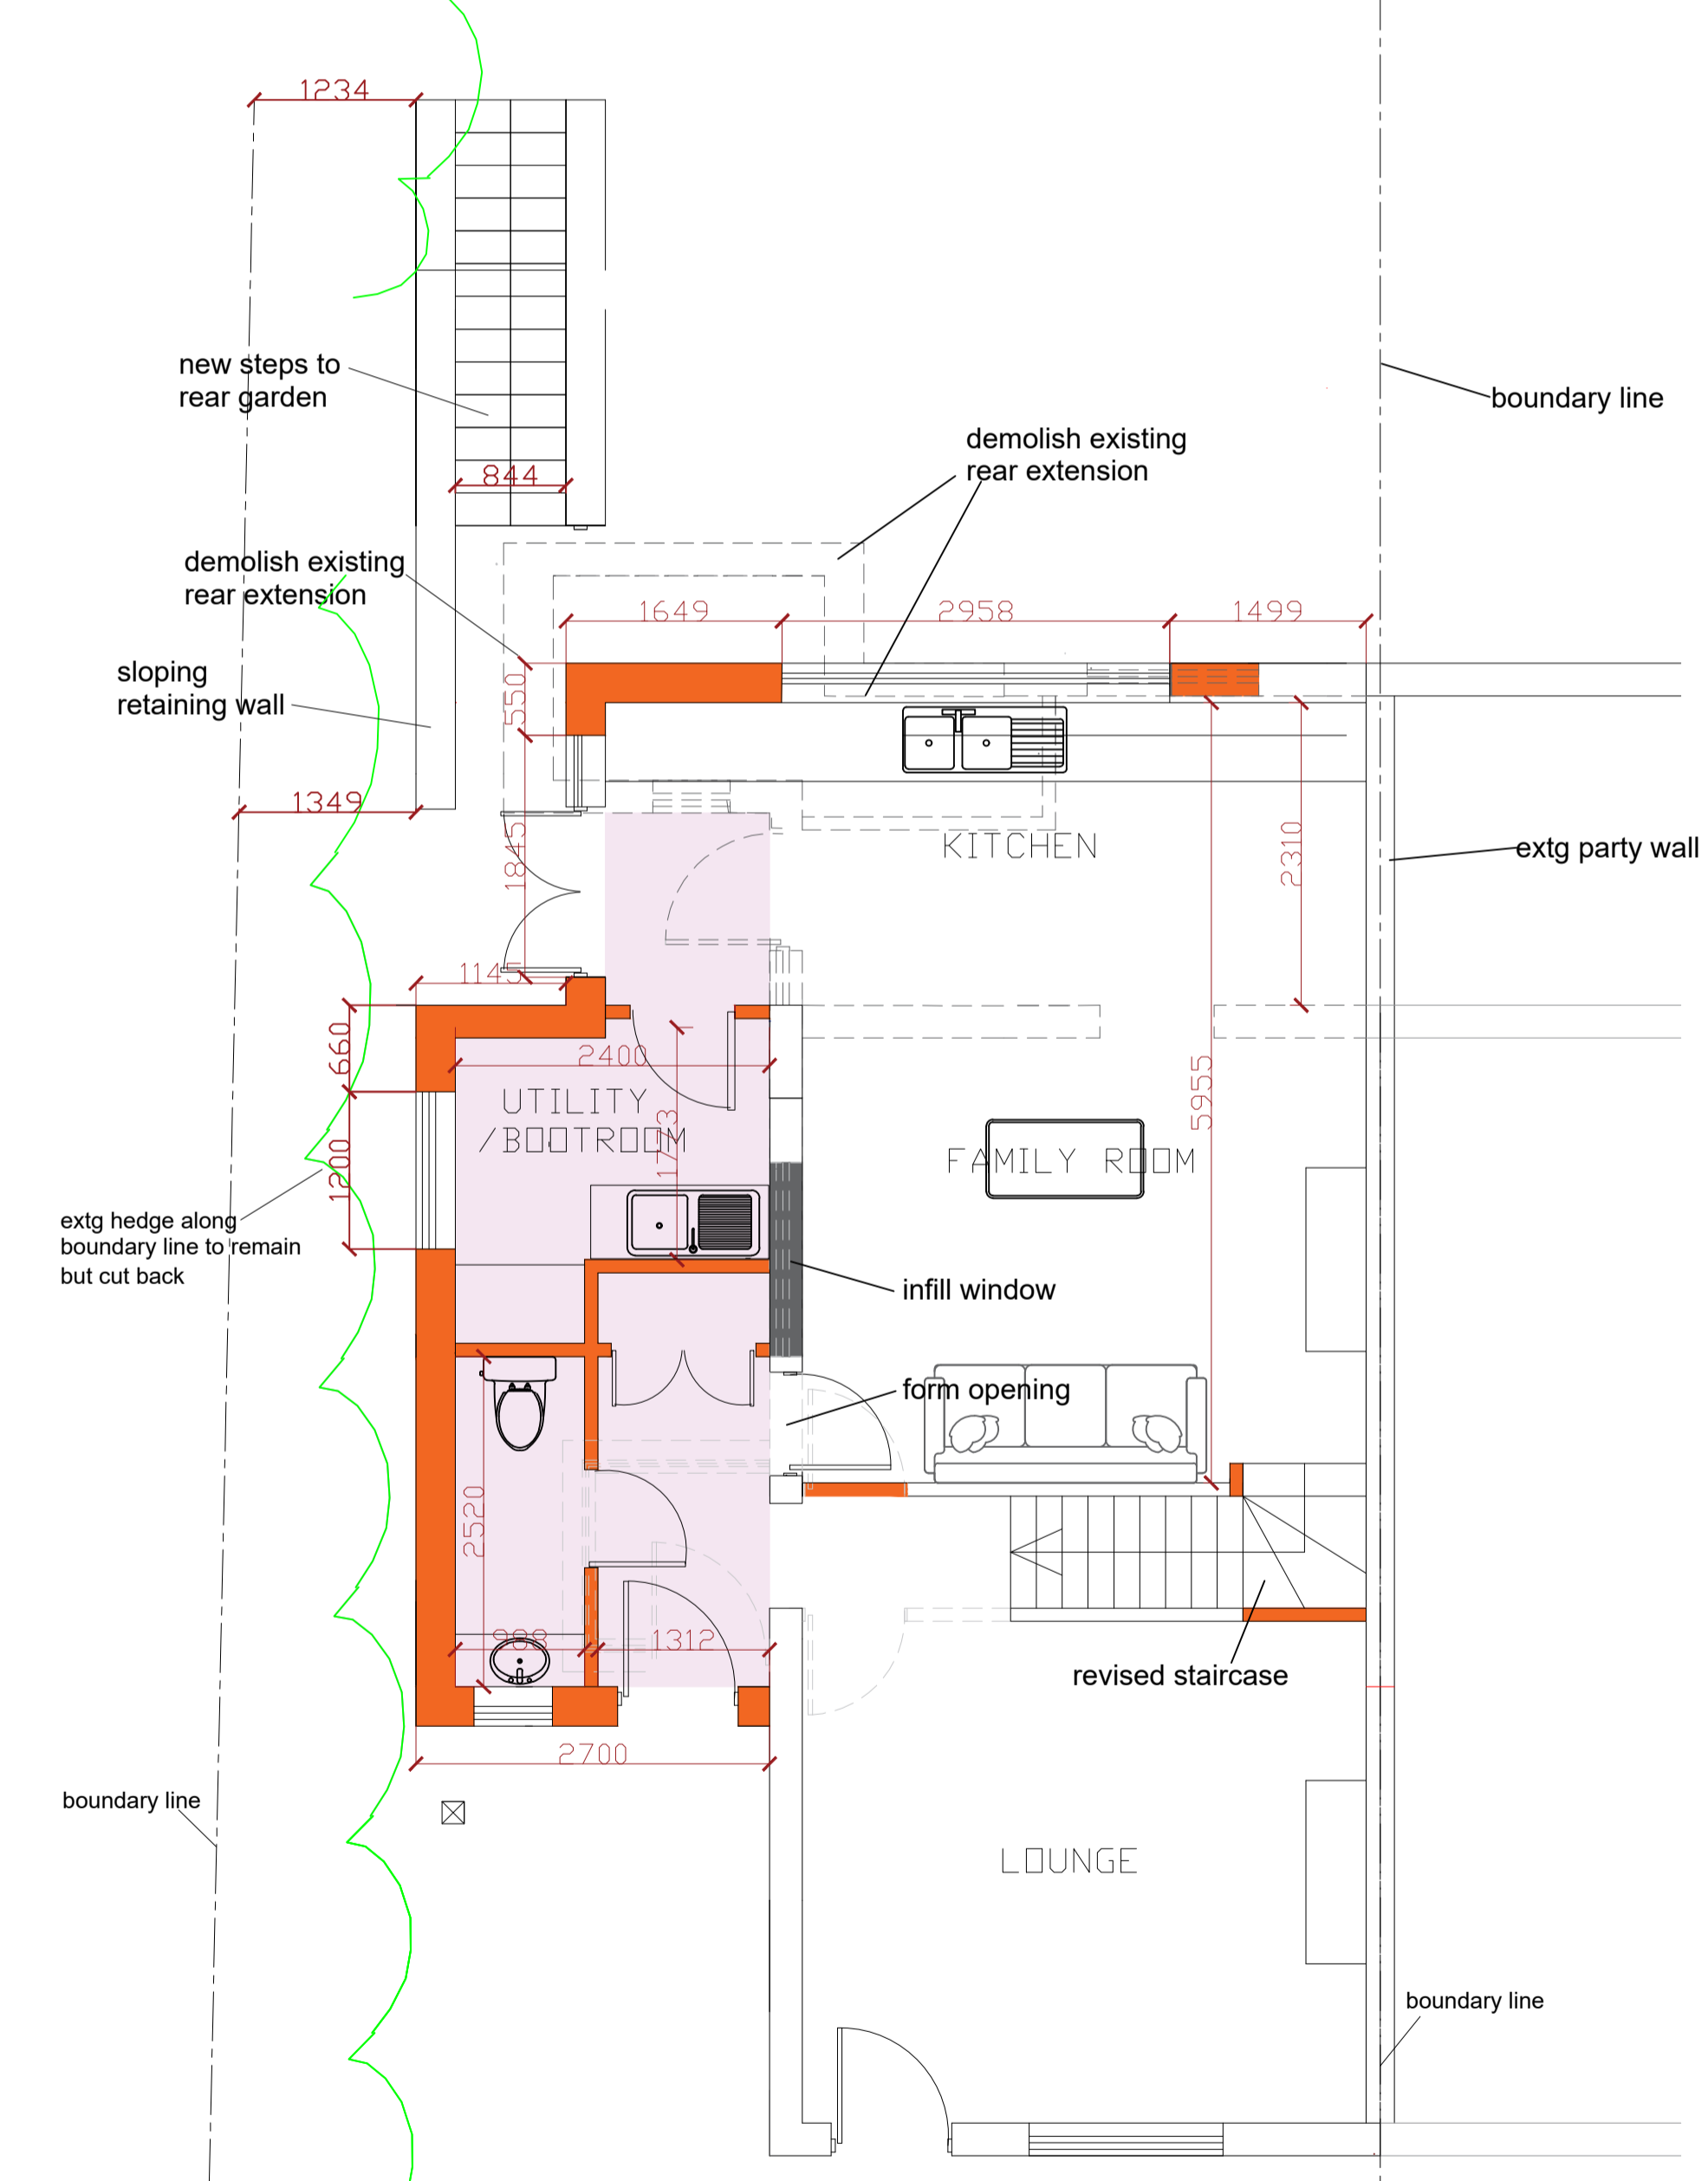 1234
new steps to
rear garden
boundary line
demolish existing
rear extension
844
demolish existing
rear extension
1649
2958
1499
sloping
retaining wall
550
1349
1845
KITCHEN
2310
extg party wall
1145
660
2400
5955
UTILITY
/BOOTROOM
1773
FAMILY ROOM
1200
extg hedge along
boundary line to remain
but cut back
infill window
form opening
2520
988
1312
revised staircase
2700
boundary line
LOUNGE
boundary line